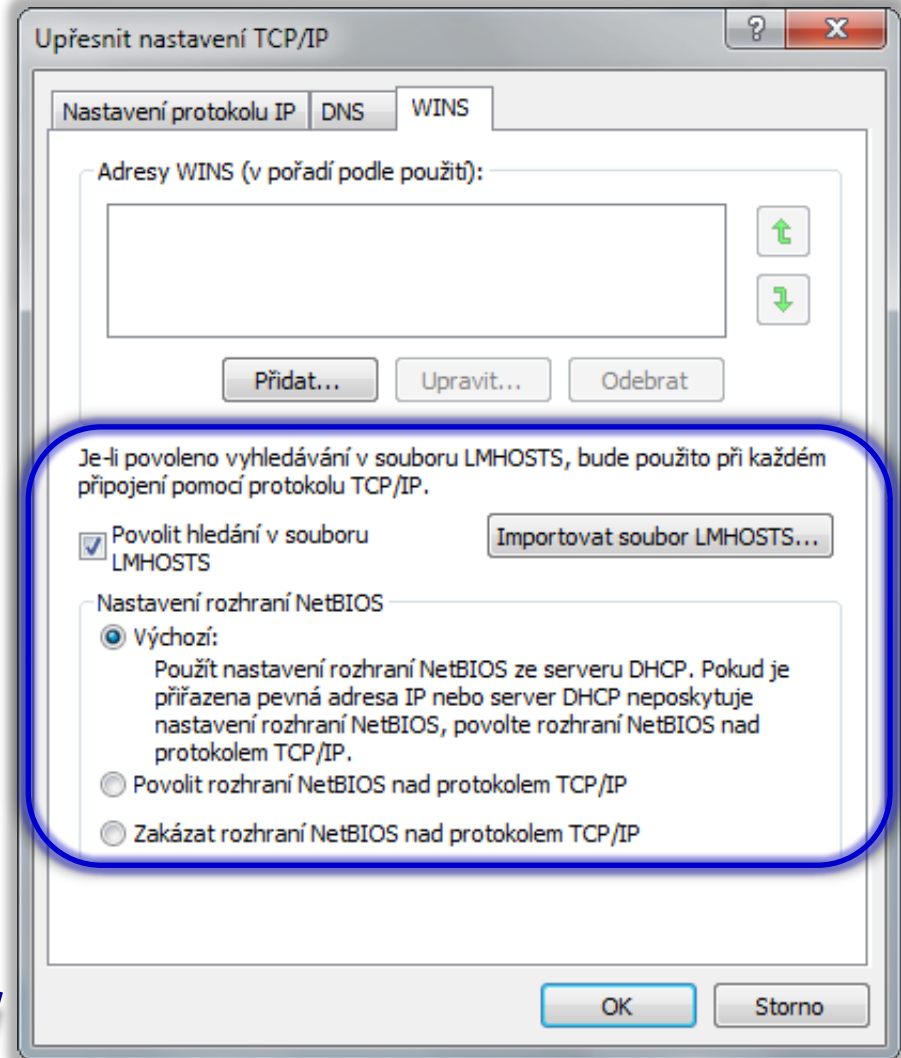 Upřesnit nastavení TCP/IP
Nastavení protokolu IP DNS WINS
Adresy WINS (v pořadí podle použití):
Přidat... Upravit... Odebrat
Je-li povoleno vyhledávání v souboru LMHOSTS, bude použito při každém
připojení pomocí protokolu TCP/IP.
Povolit hledání v souboru
LMHOSTS
Importovat soubor LMHOSTS...
Nastavení rozhraní NetBIOS
Výchozí:
Použít nastavení rozhraní NetBIOS ze serveru DHCP. Pokud je
přiřazena pevná adresa IP nebo server DHCP neposkytuje
nastavení rozhraní NetBIOS, povolte rozhraní NetBIOS nad
protokolem TCP/IP.
Povolit rozhraní NetBIOS nad protokolem TCP/IP
Zakázat rozhraní NetBIOS nad protokolem TCP/IP
OK Storno